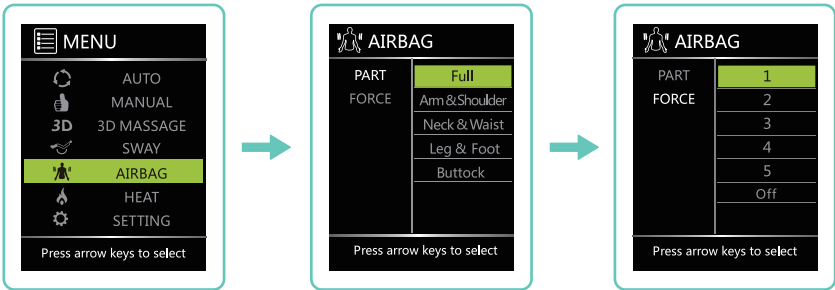 MENU
AUTO
MANUAL
3D 3D MASSAGE
SWAY
AIRBAG
HEAT
SETTING
Press arrow keys to select
AIRBAG
PART Full
FORCE Arm & Shoulder
Neck & Waist
Leg & Foot
Buttock
Press arrow keys to select
AIRBAG
PART 1
FORCE 2
3
4
5
Off
Press arrow keys to select